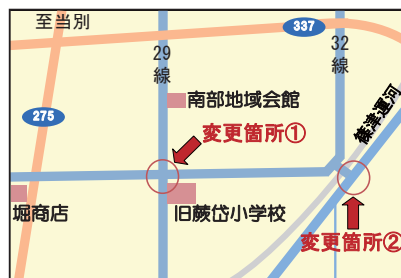 至当別
337
29
線
32
線
275
南部地域会館
篠津運河
変更箇所①
堀商店
旧蕨岱小学校
変更箇所②